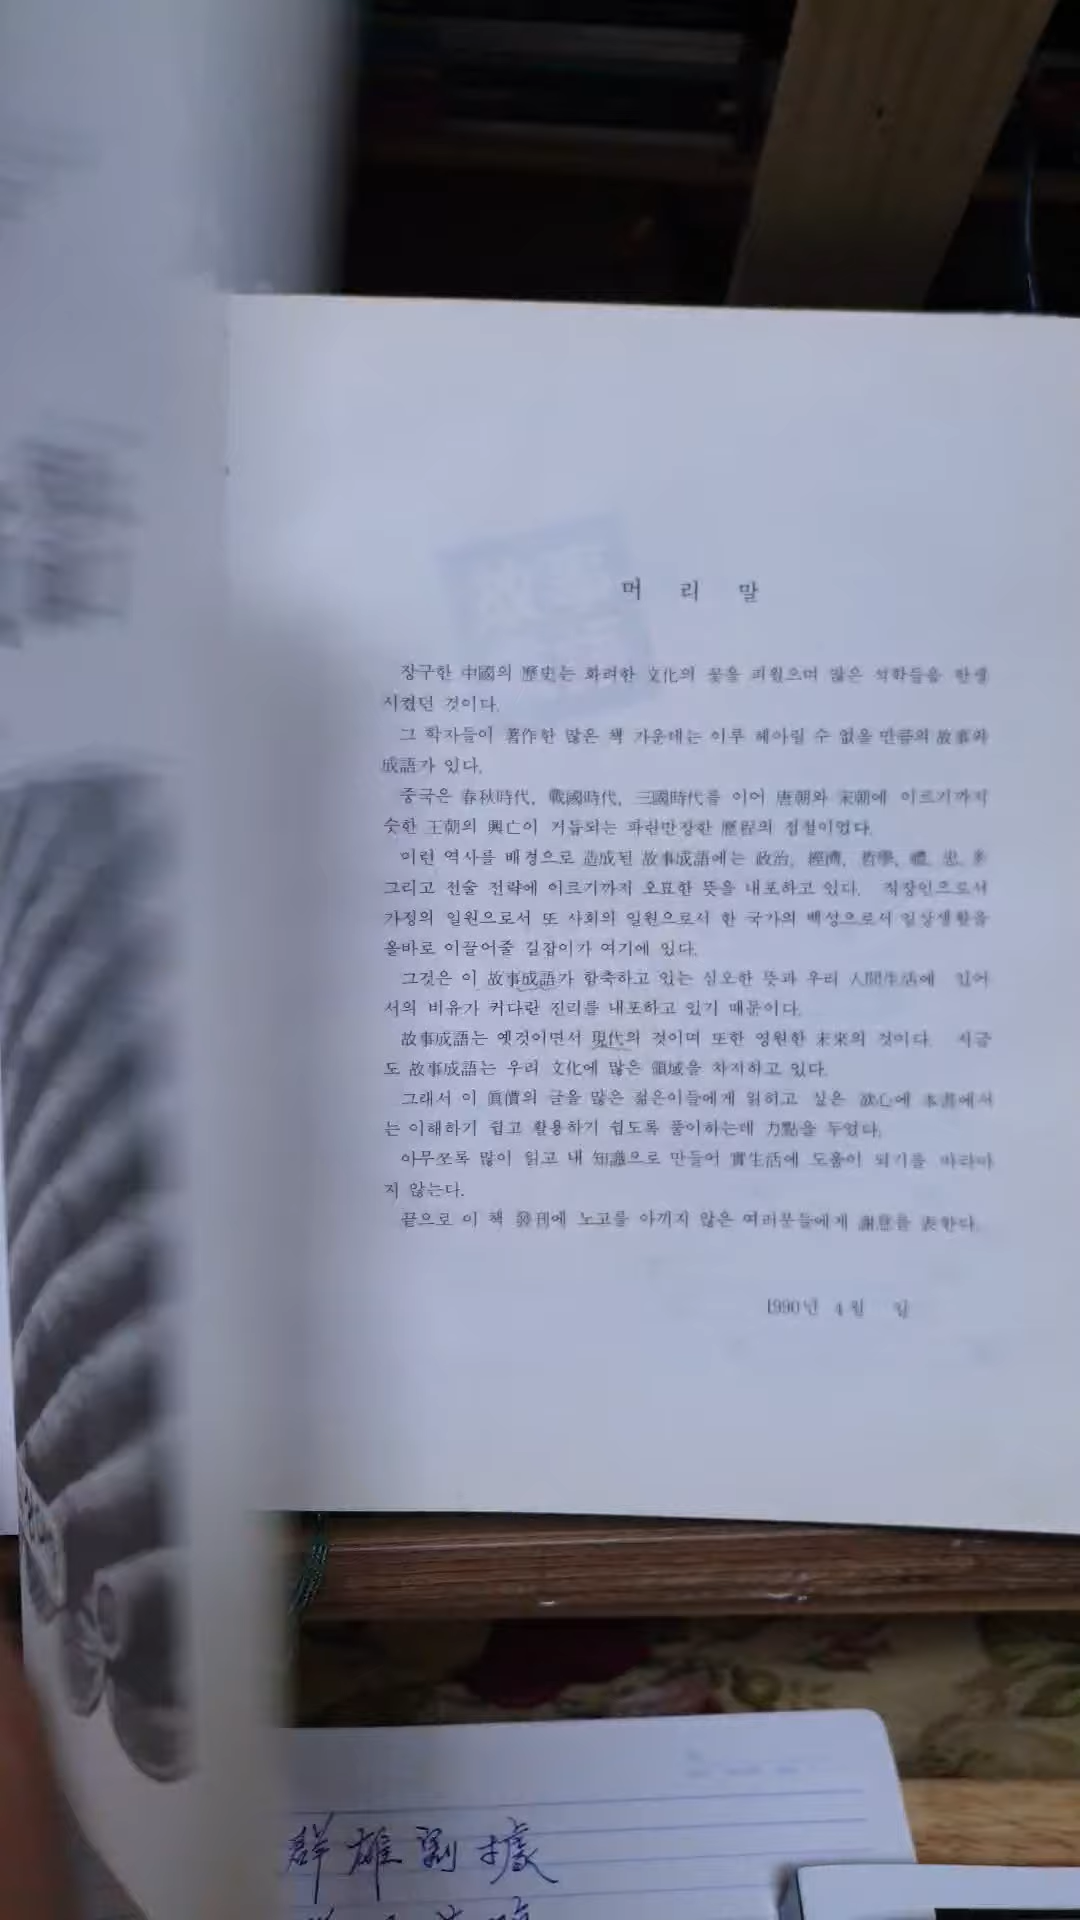 머 리 말
장구한 中國의 歷史는 화려한 文化의 꽃을 피웠으며 많은 석학들을 탄생
시켰던 것이다.
그 학자들이 著作한 많은 책 가운데는 이루 헤아릴 수 없을 만큼의 故事와
成語가 있다.
중국은 春秋時代, 戰國時代, 三國時代를 이어 唐朝와 宋朝에 이르기까지
숫한 王朝의 興亡이 거듭되는 파란만장한 歷程의 점철이었다.
이런 역사를 배경으로 造成된 故事成語에는 政治, 經濟, 哲學, 禮, 忠, 孝
그리고 전술 전략에 이르기까지 오묘한 뜻을 내포하고 있다. 직장인으로서
가정의 일원으로서 또 사회의 일원으로서 한 국가의 백성으로서 일상생활을
올바로 이끌어줄 길잡이가 여기에 있다.
그것은 이 故事成語가 함축하고 있는 심오한 뜻과 우리 人間生活에 있어
서의 비유가 커다란 진리를 내포하고 있기 때문이다.
故事成語는 옛것이면서 現代의 것이며 또한 영원한 未來의 것이다. 지금
도 故事成語는 우리 文化에 많은 領域을 차지하고 있다.
그래서 이 眞價의 글을 많은 젊은이들에게 읽히고 싶은 欲心에 本書에서
는 이해하기 쉽고 활용하기 쉽도록 풀이하는데 力點을 두었다.
아무쪼록 많이 읽고 내 知識으로 만들어 實生活에 도움이 되기를 바라마
지 않는다.
끝으로 이 책 發刊에 노고를 아끼지 않은 여러분들에게 謝意를 表한다.
1990년 4월 일
群雄割據